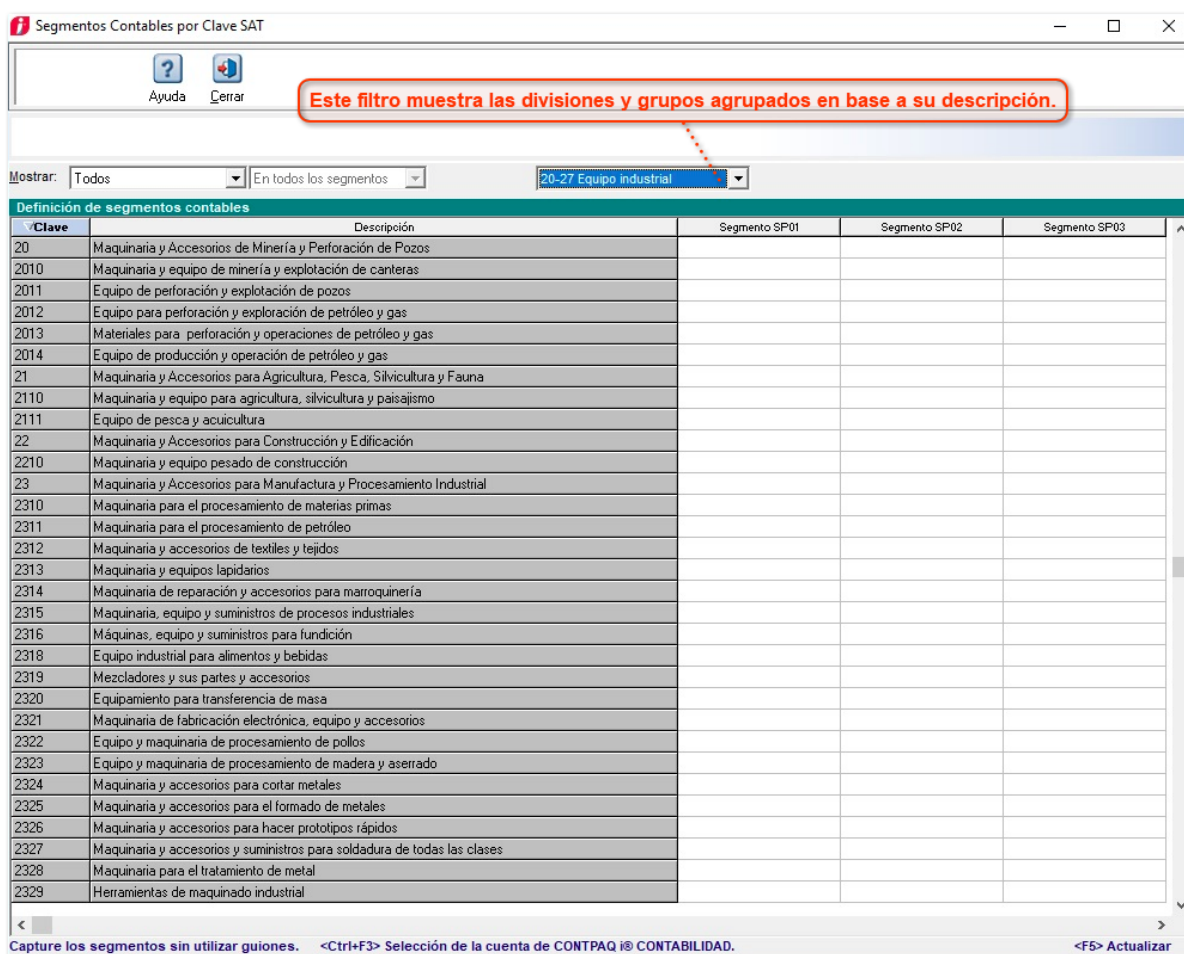 Segmentos Contables por Clave SAT
Ayuda Cerrar
Este filtro muestra las divisiones y grupos agrupados en base a su descripción.
Mostrar: Todos En todos los segmentos 20-27 Equipo industrial
Definición de segmentos contables
Clave Descripción Segmento SP01 Segmento SP02 Segmento SP03
20 Maquinaria y Accesorios de Minería y Perforación de Pozos
2010 Maquinaria y equipo de minería y explotación de canteras
2011 Equipo de perforación y explotación de pozos
2012 Equipo para perforación y exploración de petróleo y gas
2013 Materiales para perforación y operaciones de petróleo y gas
2014 Equipo de producción y operación de petróleo y gas
21 Maquinaria y Accesorios para Agricultura, Pesca, Silvicultura y Fauna
2110 Maquinaria y equipo para agricultura, silvicultura y paisajismo
2111 Equipo de pesca y acuicultura
22 Maquinaria y Accesorios para Construcción y Edificación
2210 Maquinaria y equipo pesado de construcción
23 Maquinaria y Accesorios para Manufactura y Procesamiento Industrial
2310 Maquinaria para el procesamiento de materias primas
2311 Maquinaria para el procesamiento de petróleo
2312 Maquinaria y accesorios de textiles y tejidos
2313 Maquinaria y equipos lapidarios
2314 Maquinaria de reparación y accesorios para marroquinería
2315 Maquinaria, equipo y suministros de procesos industriales
2316 Máquinas, equipo y suministros para fundición
2318 Equipo industrial para alimentos y bebidas
2319 Mezcladores y sus partes y accesorios
2320 Equipamiento para transferencia de masa
2321 Maquinaria de fabricación electrónica, equipo y accesorios
2322 Equipo y maquinaria de procesamiento de pollos
2323 Equipo y maquinaria de procesamiento de madera y aserrado
2324 Maquinaria y accesorios para cortar metales
2325 Maquinaria y accesorios para el formado de metales
2326 Maquinaria y accesorios para hacer prototipos rápidos
2327 Maquinaria y accesorios y suministros para soldadura de todas las clases
2328 Maquinaria para el tratamiento de metal
2329 Herramientas de maquinado industrial
Capture los segmentos sin utilizar guiones. <Ctrl+F3> Selección de la cuenta de CONTPAQ i® CONTABILIDAD. <F5> Actualizar